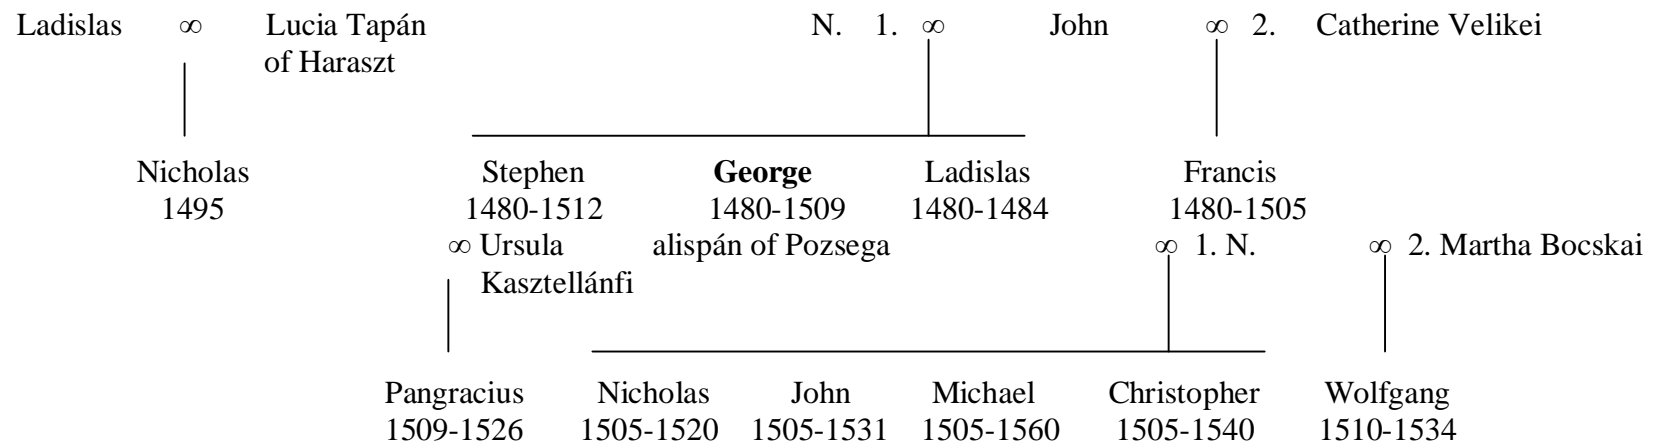 Ladislas ∞ Lucia Tapán N. 1. ∞ John ∞ 2. Catherine Velikei
of Haraszt
Nicholas Stephen George Ladislas Francis
1495 1480-1512 1480-1509 1480-1484 1480-1505
∞ Ursula alispán of Pozsega ∞ 1. N. ∞ 2. Martha Bocskai
Kasztellánfi
Pangracius Nicholas John Michael Christopher Wolfgang
1509-1526 1505-1520 1505-1531 1505-1560 1505-1540 1510-1534